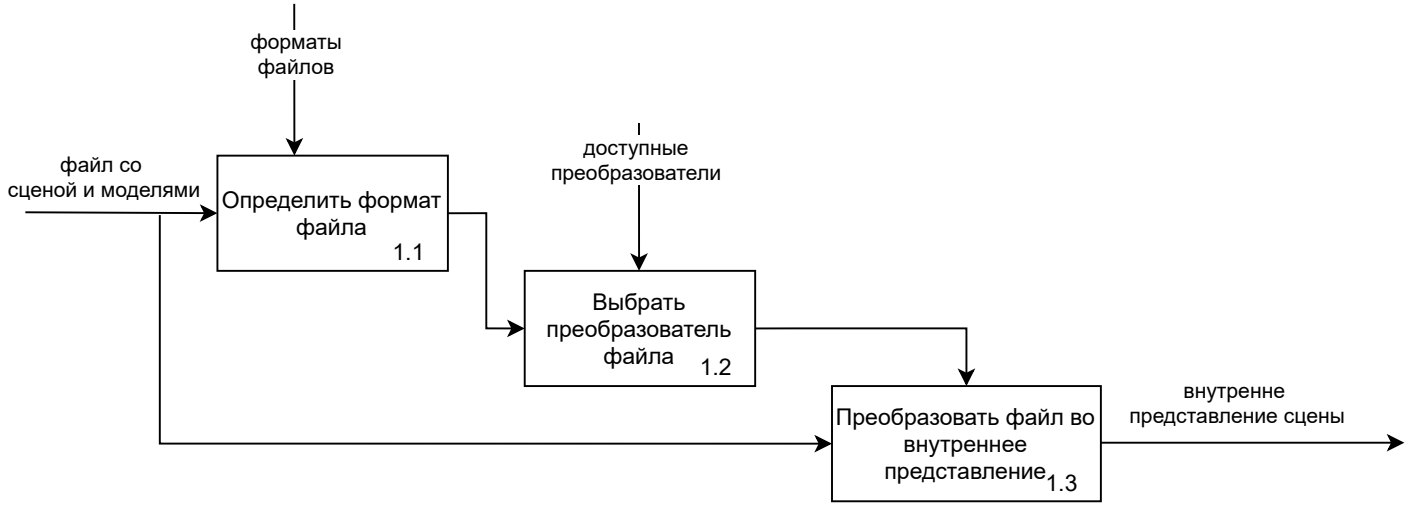 форматы
файлов
доступные
преобразователи
файл со
сценой и моделями
Определить формат
файла
1.1
Выбрать
преобразователь
файла
1.2
внутренне
представление сцены
Преобразовать файл во
внутреннее
представление
1.3